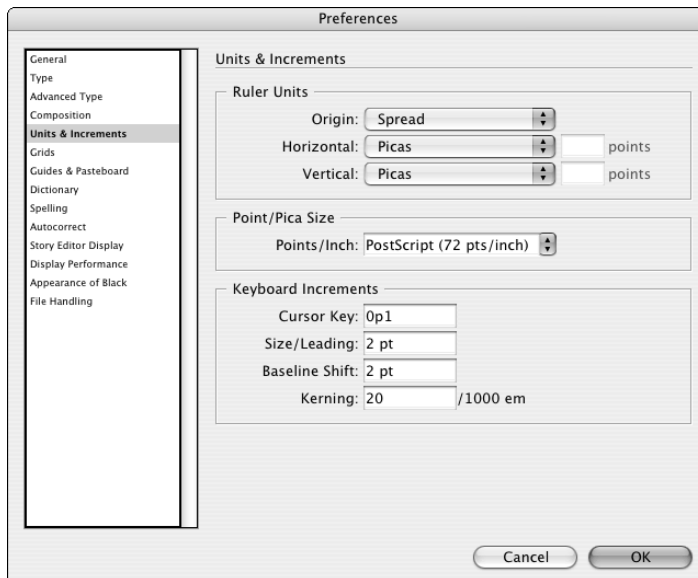 Preferences
General
Type
Advanced Type
Composition
Units & Increments
Grids
Guides & Pasteboard
Dictionary
Spelling
Autocorrect
Story Editor Display
Display Performance
Appearance of Black
File Handling
Units & Increments
Ruler Units
Origin: Spread
Horizontal: Picas points
Vertical: Picas points
Point/Pica Size
Points/Inch: PostScript (72 pts/inch)
Keyboard Increments
Cursor Key: 0p1
Size/Leading: 2 pt
Baseline Shift: 2 pt
Kerning: 20 /1000 em
Cancel OK